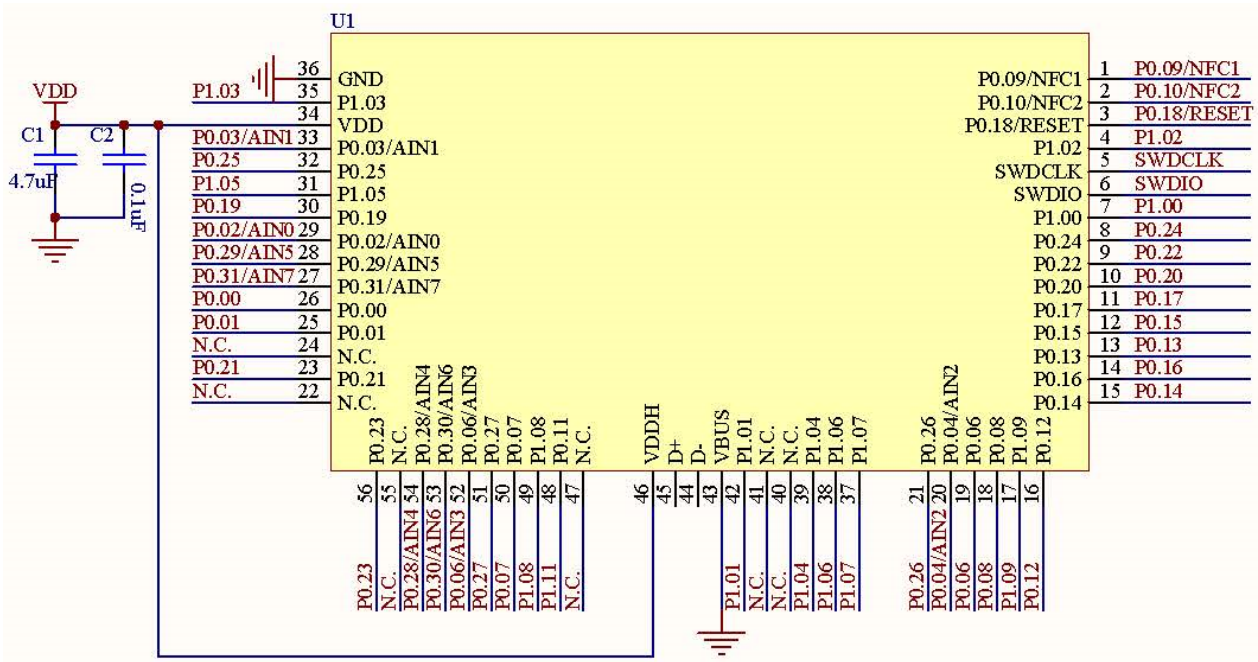 U1
VDD
C1
C2
4.7uF
0.1uF
36 GND
P1.03 35 P1.03
34 VDD
P0.03/AIN1 33 P0.03/AIN1
P0.25 32 P0.25
P1.05 31 P1.05
P0.19 30 P0.19
P0.02/AIN0 29 P0.02/AIN0
P0.29/AIN5 28 P0.29/AIN5
P0.31/AIN7 27 P0.31/AIN7
P0.00 26 P0.00
P0.01 25 P0.01
N.C. 24 N.C.
P0.21 23 P0.21
N.C. 22 N.C.
P0.09/NFC1 1 P0.09/NFC1
P0.10/NFC2 2 P0.10/NFC2
P0.18/RESET 3 P0.18/RESET
P1.02 4 P1.02
SWDCLK 5 SWDCLK
SWDIO 6 SWDIO
P1.00 7 P1.00
P0.24 8 P0.24
P0.22 9 P0.22
P0.20 10 P0.20
P0.17 11 P0.17
P0.15 12 P0.15
P0.13 13 P0.13
P0.16 14 P0.16
P0.14 15 P0.14
P0.23 56 P0.23
N.C. 55 N.C.
P0.28/AIN4 54 P0.28/AIN4
P0.30/AIN6 53 P0.30/AIN6
P0.06/AIN3 52 P0.06/AIN3
P0.27 51 P0.27
P0.07 50 P0.07
P1.08 49 P1.08
P0.11 48 P1.11
N.C. 47 N.C.
VDDH 46
D+ 45
D- 44
VBUS 43
P1.01 42 P1.01
N.C. 41 N.C.
N.C. 40 N.C.
P1.04 39 P1.04
P1.06 38 P1.06
P1.07 37 P1.07
P0.26 21 P0.26
P0.04/AIN2 20 P0.04/AIN2
P0.06 19 P0.06
P0.08 18 P0.08
P1.09 17 P1.09
P0.12 16 P0.12